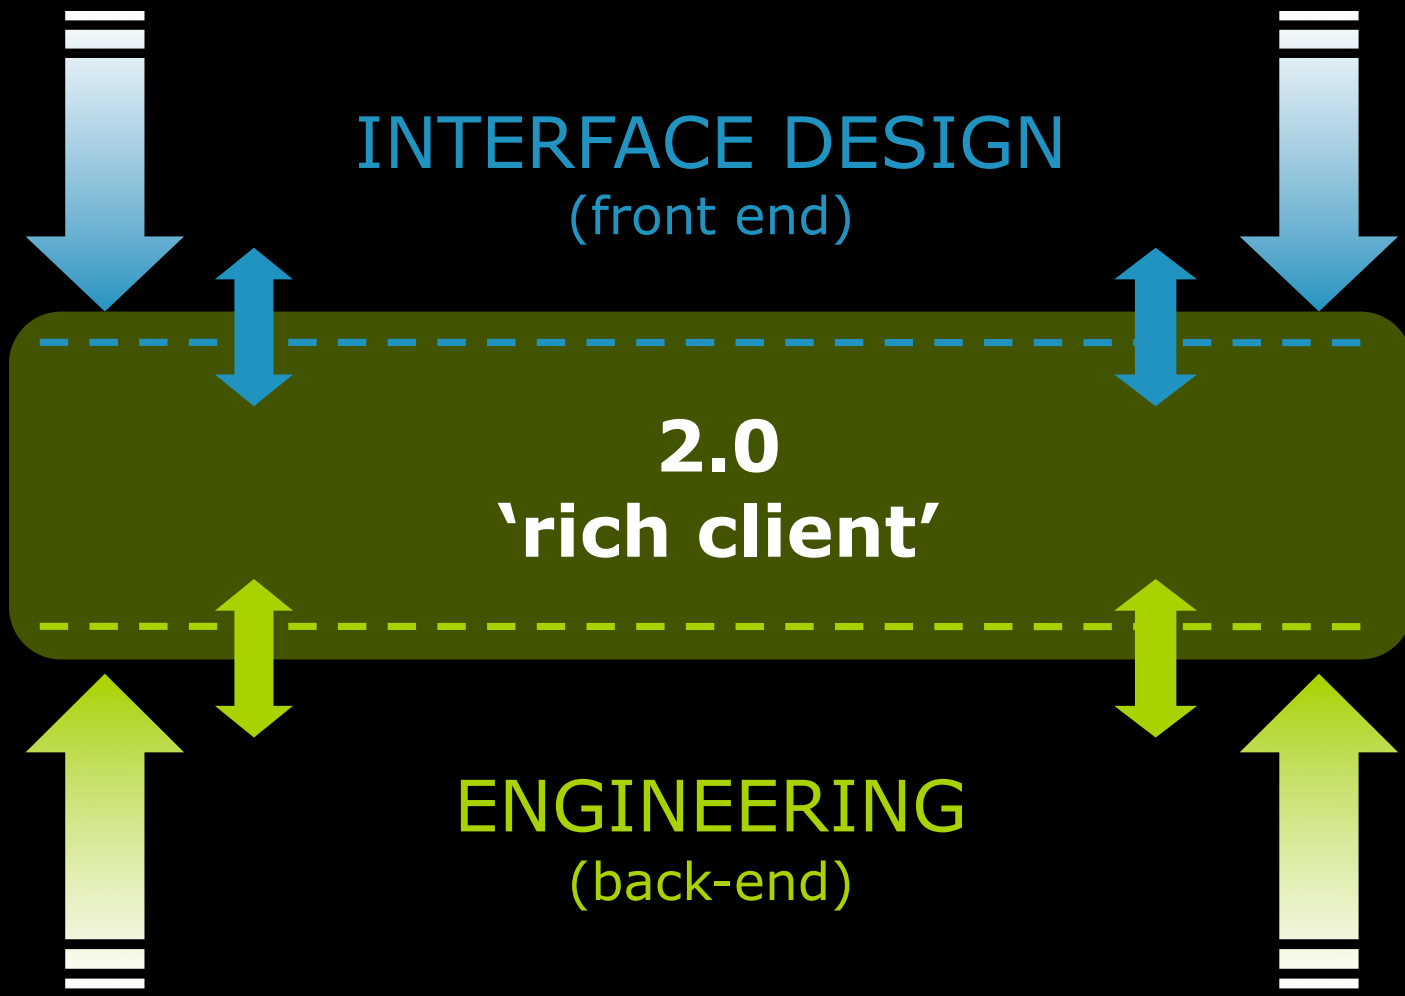 INTERFACE DESIGN
(front end)
2.0
‘rich client’
ENGINEERING
(back-end)